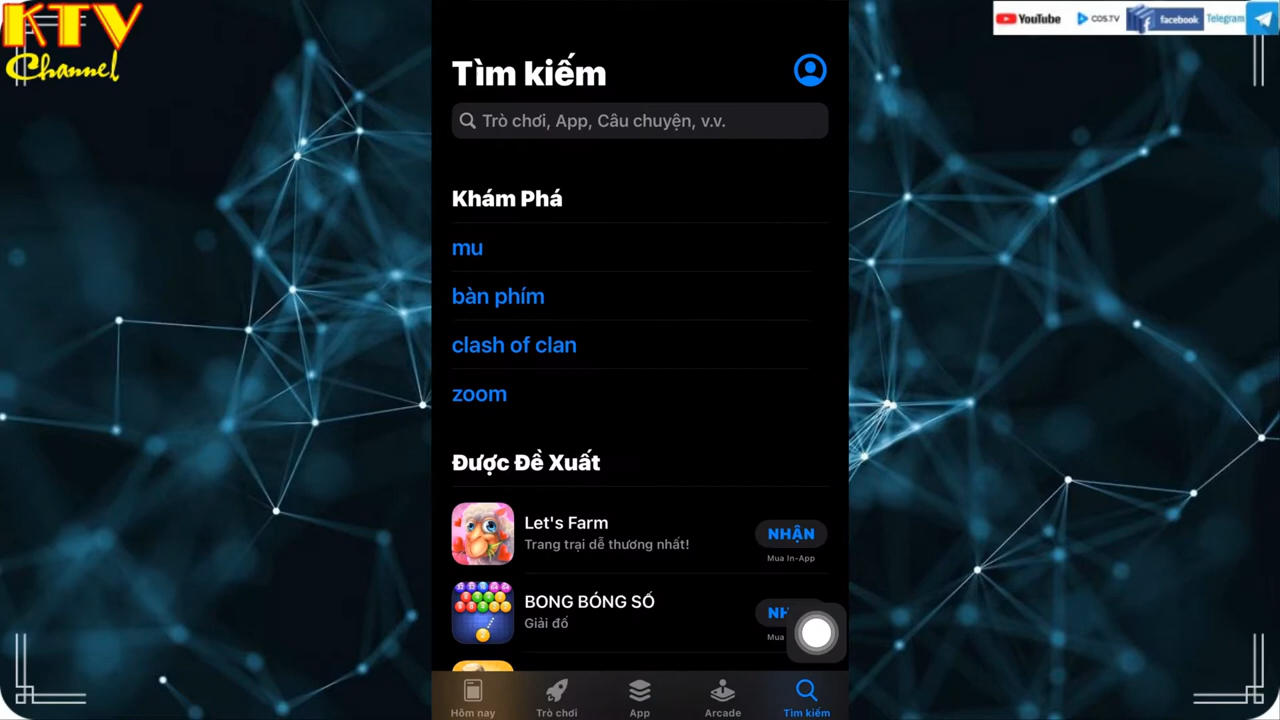 KTV
Channel
YouTube
COS.TV
facebook
Telegram
Tìm kiếm
Trò chơi, App, Câu chuyện, v.v.
Khám Phá
mu
bàn phím
clash of clan
zoom
Được Đề Xuất
Let's Farm
Trang trại dễ thương nhất!
NHẬN
Mua In-App
BONG BÓNG SỐ
Giải đố
Mua
Hôm nay
Trò chơi
App
Arcade
Tìm kiếm